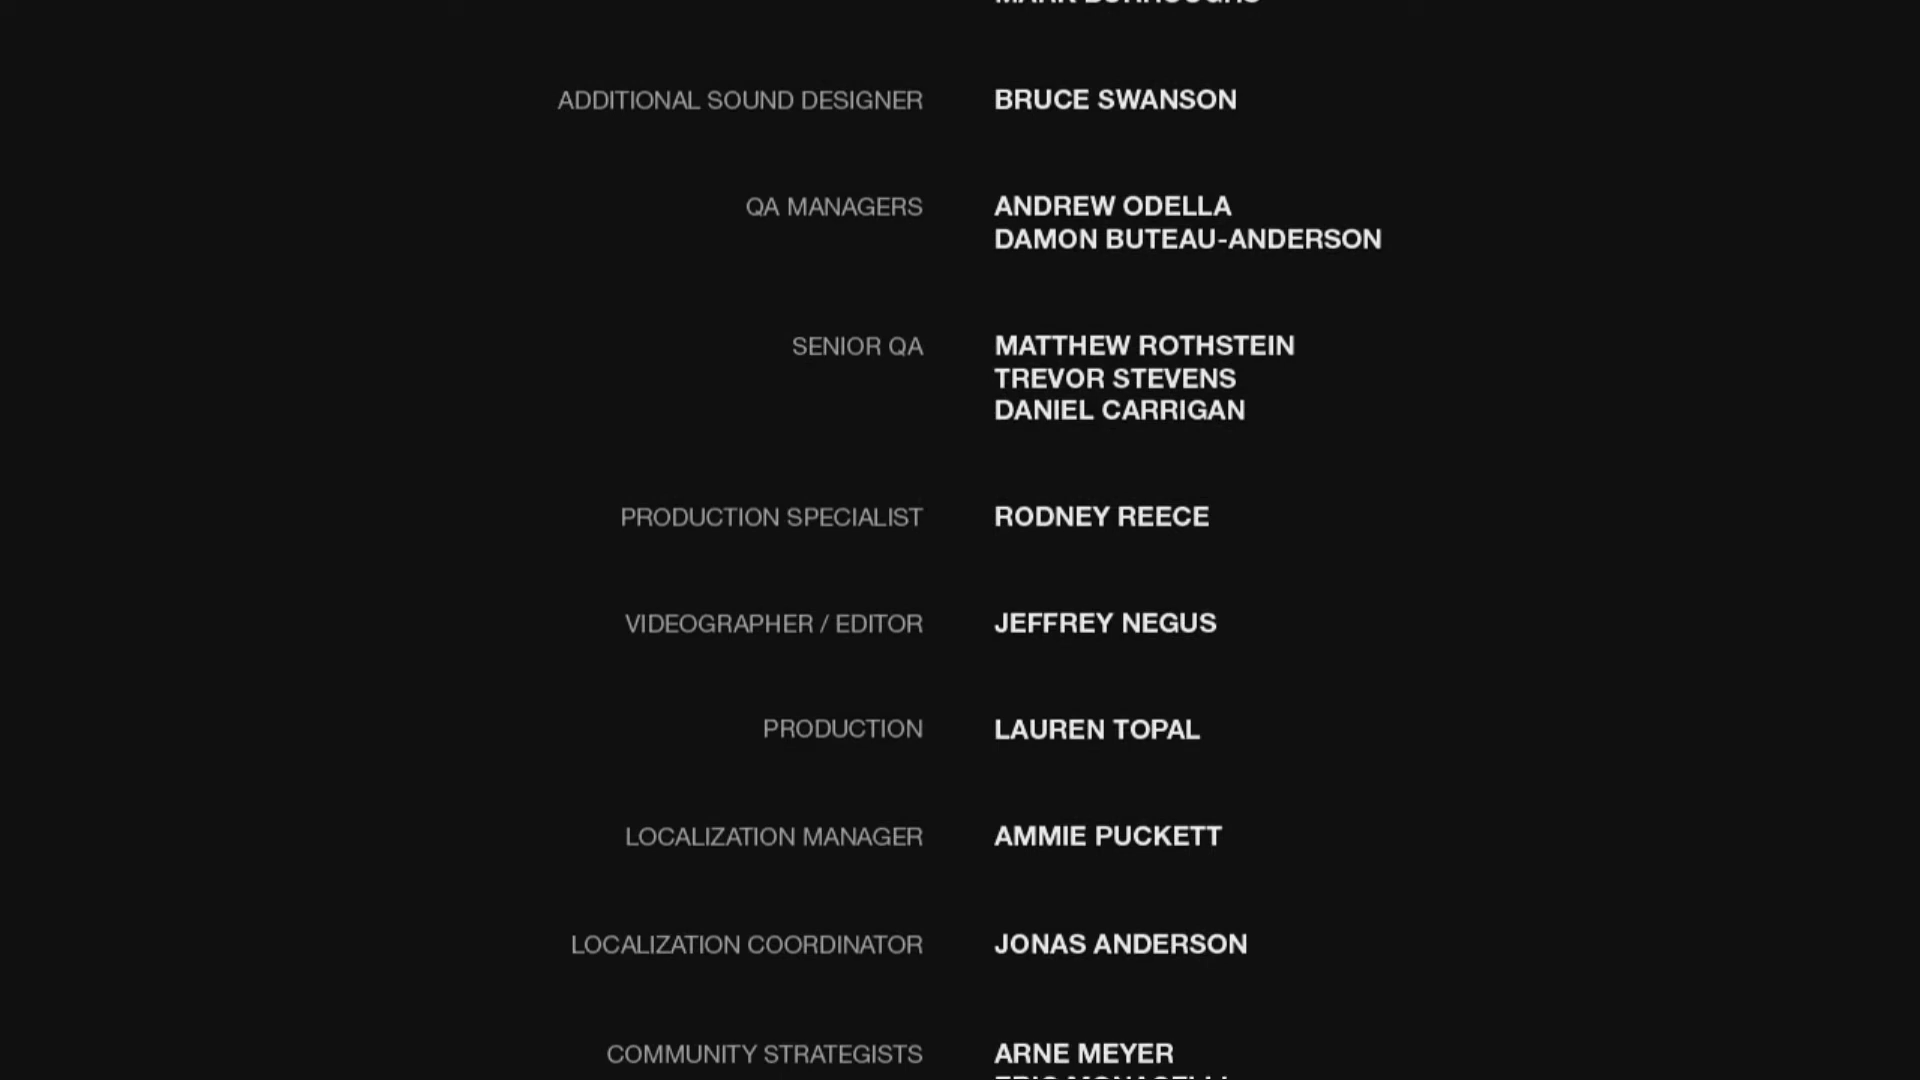 MARK BURROUGHS
ADDITIONAL SOUND DESIGNER BRUCE SWANSON
QA MANAGERS ANDREW ODELLA
DAMON BUTEAU-ANDERSON
SENIOR QA MATTHEW ROTHSTEIN
TREVOR STEVENS
DANIEL CARRIGAN
PRODUCTION SPECIALIST RODNEY REECE
VIDEOGRAPHER / EDITOR JEFFREY NEGUS
PRODUCTION LAUREN TOPAL
LOCALIZATION MANAGER AMMIE PUCKETT
LOCALIZATION COORDINATOR JONAS ANDERSON
COMMUNITY STRATEGISTS ARNE MEYER